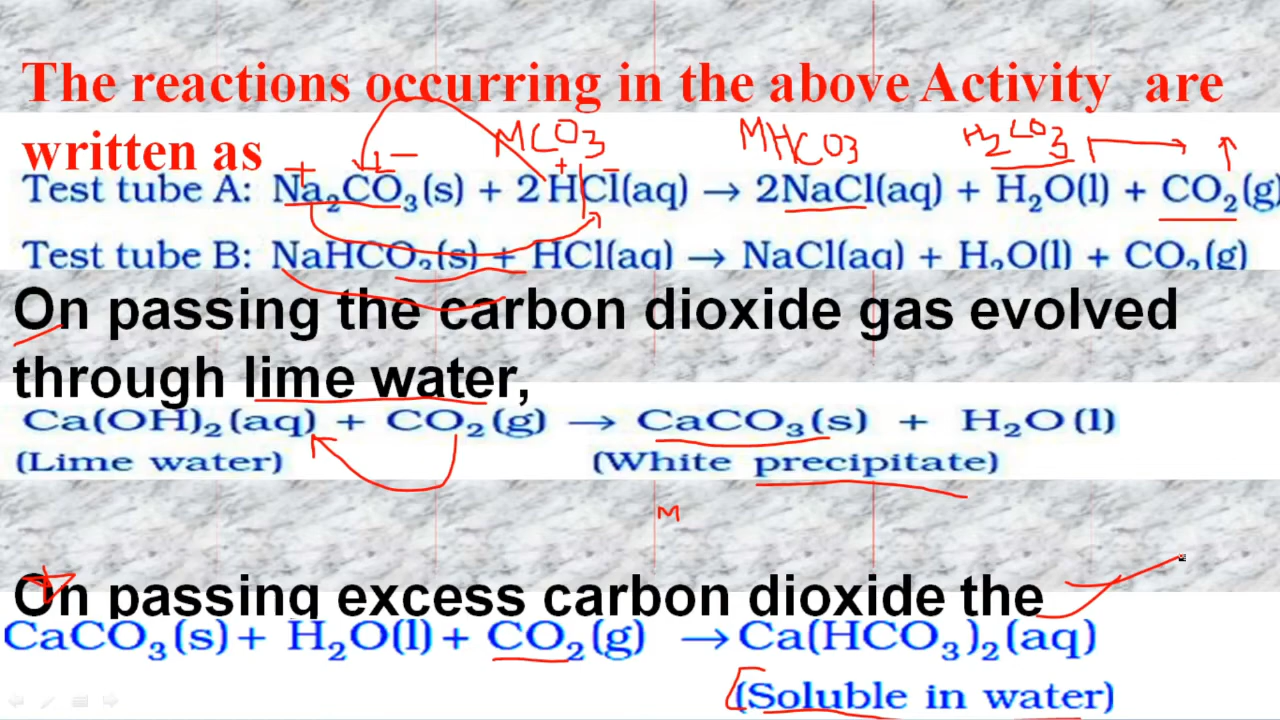 The reactions occurring in the above Activity are
written as
MCO3 MHCO3 H2CO3
Test tube A: Na₂CO₃(s) + 2 HCl(aq) → 2NaCl(aq) + H₂O(l) + CO₂(g)
Test tube B: NaHCO₃(s) + HCl(aq) → NaCl(aq) + H₂O(l) + CO₂(g)
On passing the carbon dioxide gas evolved
through lime water,
Ca(OH)₂(aq) + CO₂(g) → CaCO₃(s) + H₂O(l)
(Lime water) (White precipitate)
M
On passing excess carbon dioxide the
CaCO₃(s) + H₂O(l) + CO₂(g) → Ca(HCO₃)₂(aq)
(Soluble in water)